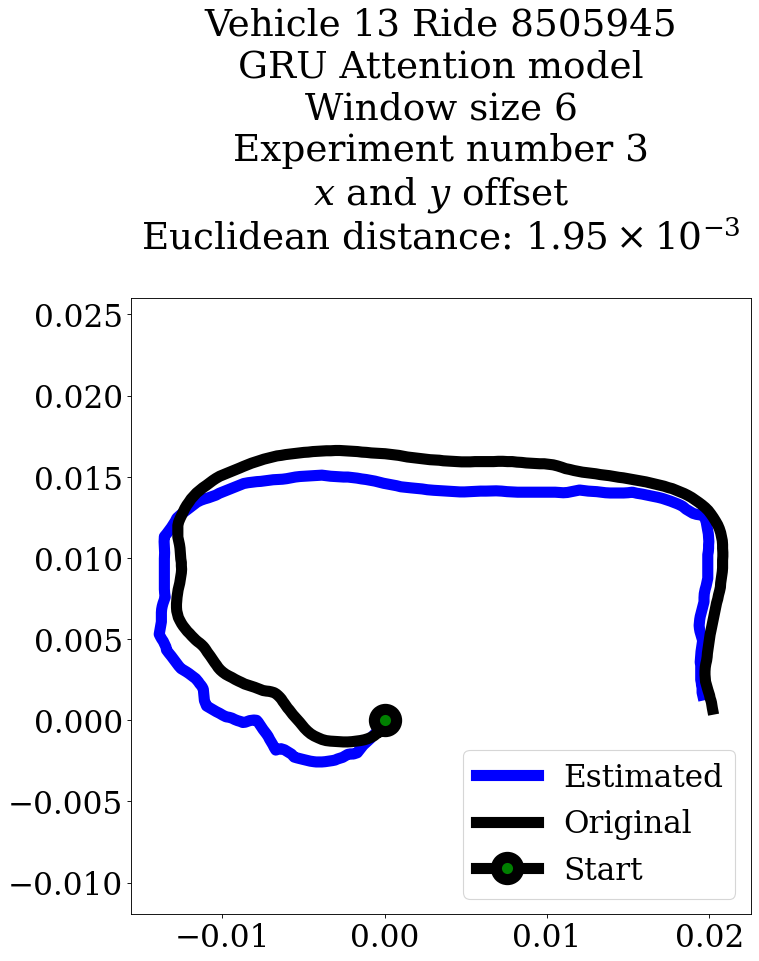 Vehicle 13 Ride 8505945
GRU Attention model
Window size 6
Experiment number 3
x and y offset
Euclidean distance: 1.95 × 10⁻³
0.025
0.020
0.015
0.010
0.005
0.000
−0.005
−0.010
−0.01 0.00 0.01 0.02
Estimated
Original
Start